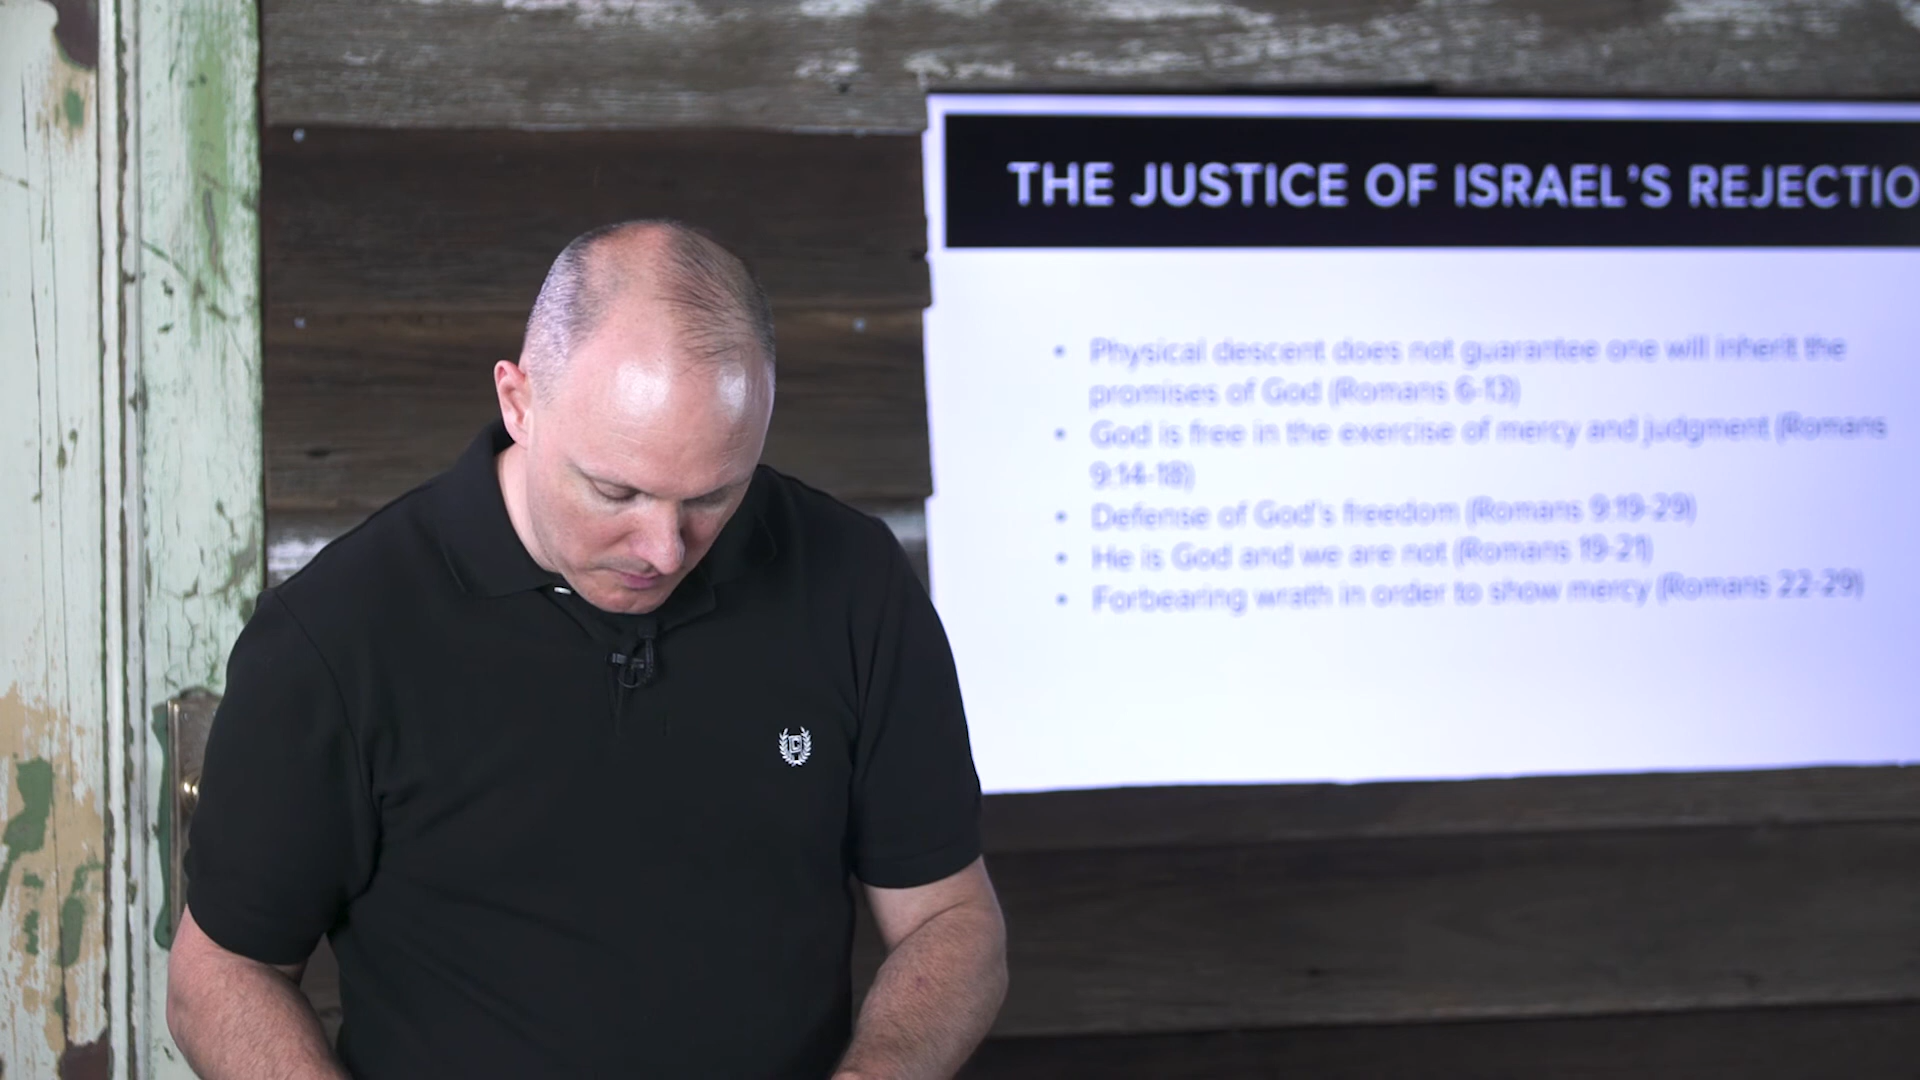 THE JUSTICE OF ISRAEL'S REJECTIO
• Physical descent does not guarantee one will inherit the
promises of God (Romans 6-13)
• God is free in the exercise of mercy and judgment (Romans
9:14-18)
• Defense of God's freedom (Romans 9:19-29)
• He is God and we are not (Romans 19-21)
• Forbearing wrath in order to show mercy (Romans 22-29)